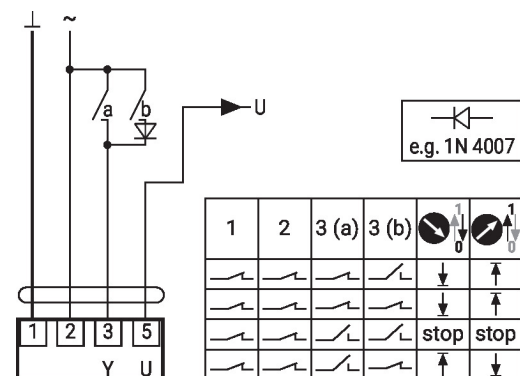 ⊥ ~
a b
U
e.g. 1N 4007
1 2 3 (a) 3 (b) 1 0 1 0
stop stop
1 2 3 5
Y U